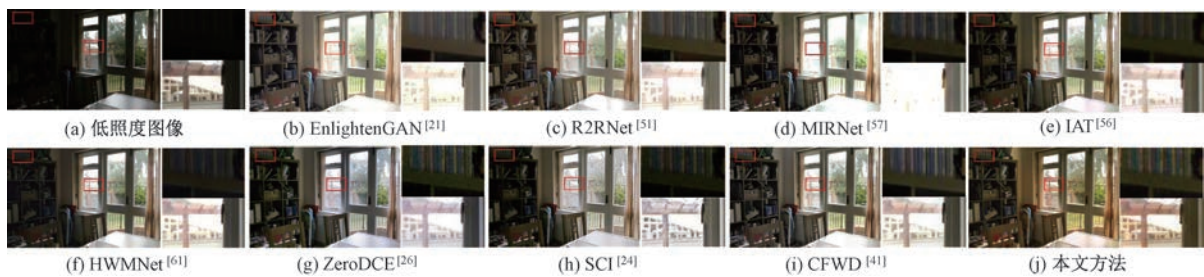 (a) 低照度图像
(b) EnlightenGAN[21]
(c) R2RNet[51]
(d) MIRNet[57]
(e) IAT[56]
(f) HWMNet[61]
(g) ZeroDCE[26]
(h) SCI[24]
(i) CFWD[41]
(j) 本文方法